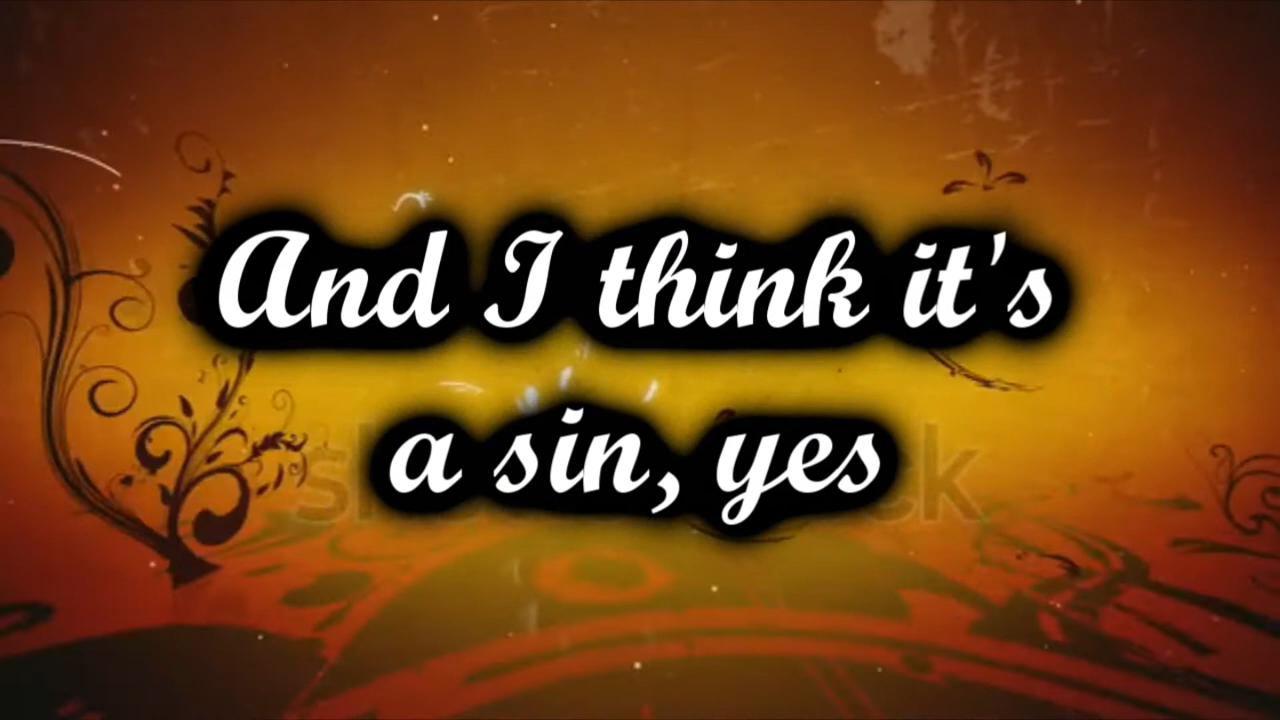 And I think it's
a sin, yes